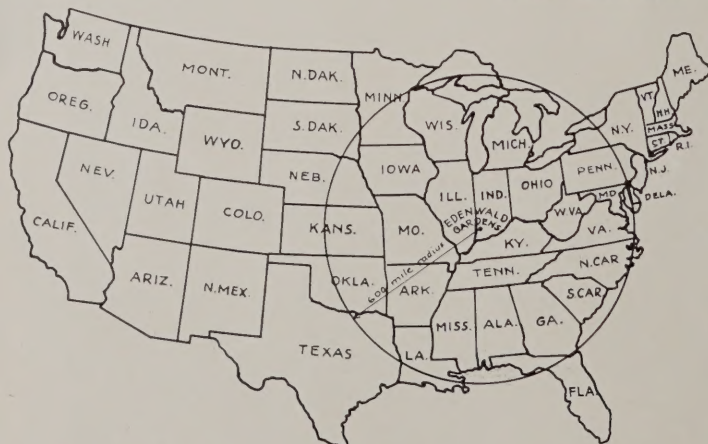 WASH
MONT.
N.DAK.
MINN.
ME.
VT.
N.H.
OREG.
IDA.
S.DAK.
WIS.
MICH.
N.Y.
MASS.
CT.
R.I.
WYO.
NEV.
NEB.
IOWA
PENN.
N.J.
UTAH
COLO.
ILL.
IND.
OHIO
MD.
DELA.
CALIF.
KANS.
MO.
EDENWALD
GARDENS
W.VA.
VA.
KY.
600 mile radius
ARIZ.
N.MEX.
OKLA.
ARK.
TENN.
N.CAR
S.CAR
TEXAS
LA.
MISS.
ALA.
GA.
FLA.